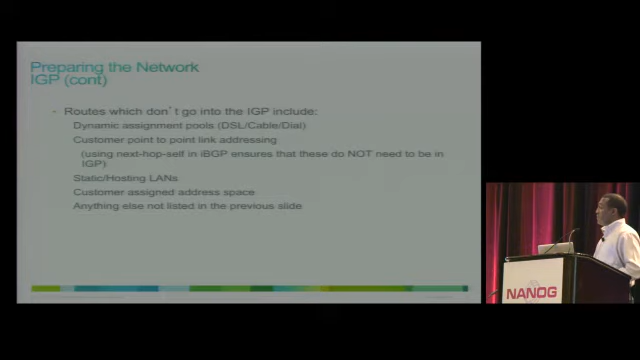 Preparing the Network
IGP (cont)
Routes which don't go into the IGP include:
Dynamic assignment pools (DSL/Cable/Dial)
Customer point to point link addressing
(using next-hop-self in iBGP ensures that these do NOT need to be in
IGP)
Static/Hosting LANs
Customer assigned address space
Anything else not listed in the previous slide
NANOG